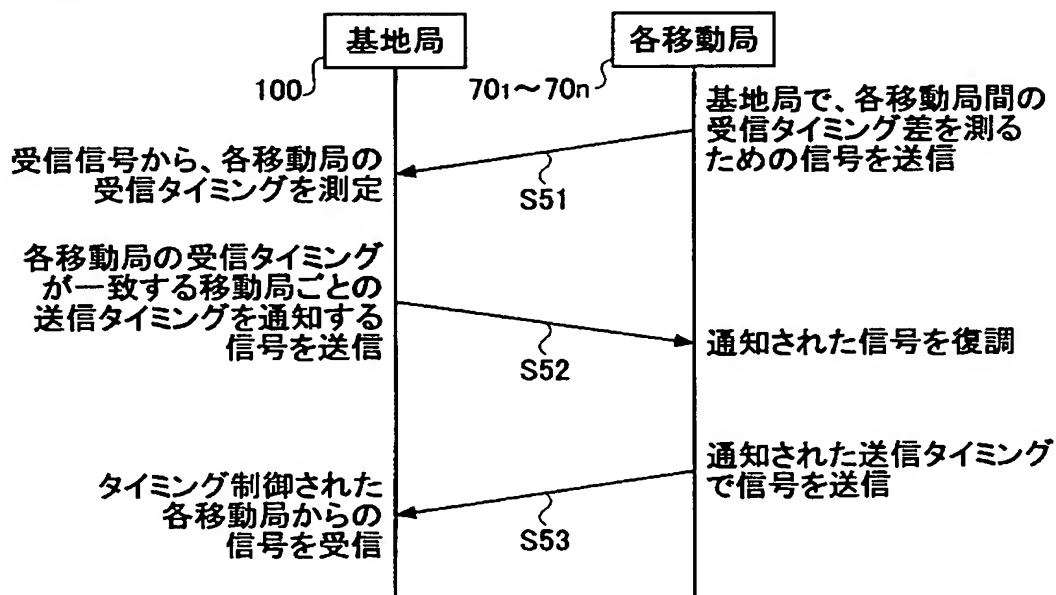 基地局
各移動局
100
70₁~70n
基地局で、各移動局間の
受信タイミング差を測る
ための信号を送信
受信信号から、各移動局の
受信タイミングを測定
S51
各移動局の受信タイミング
が一致する移動局ごとの
送信タイミングを通知する
信号を送信
通知された信号を復調
S52
通知された送信タイミング
で信号を送信
タイミング制御された
各移動局からの
信号を受信
S53